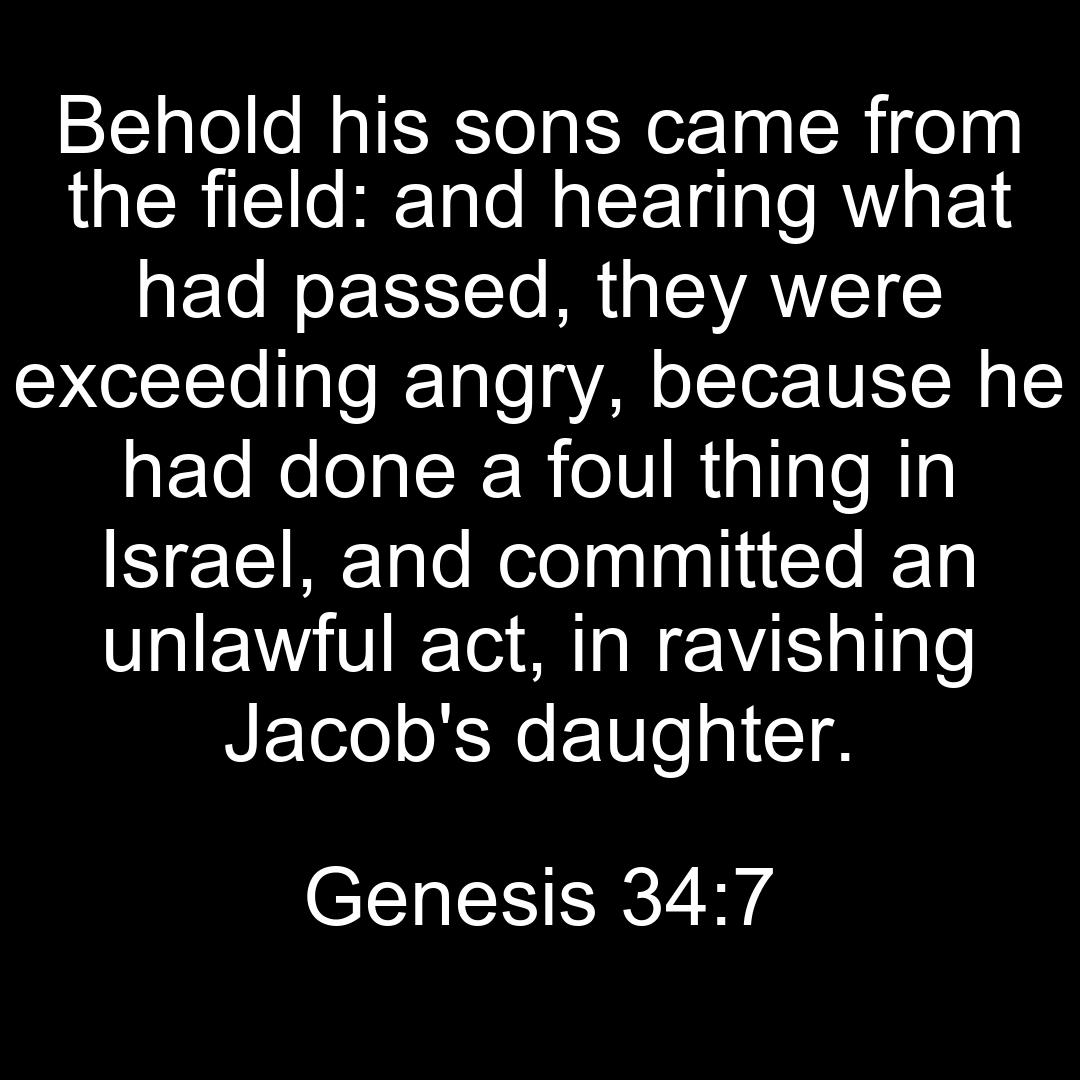 Behold his sons came from
the field: and hearing what
had passed, they were
exceeding angry, because he
had done a foul thing in
Israel, and committed an
unlawful act, in ravishing
Jacob's daughter.
Genesis 34:7